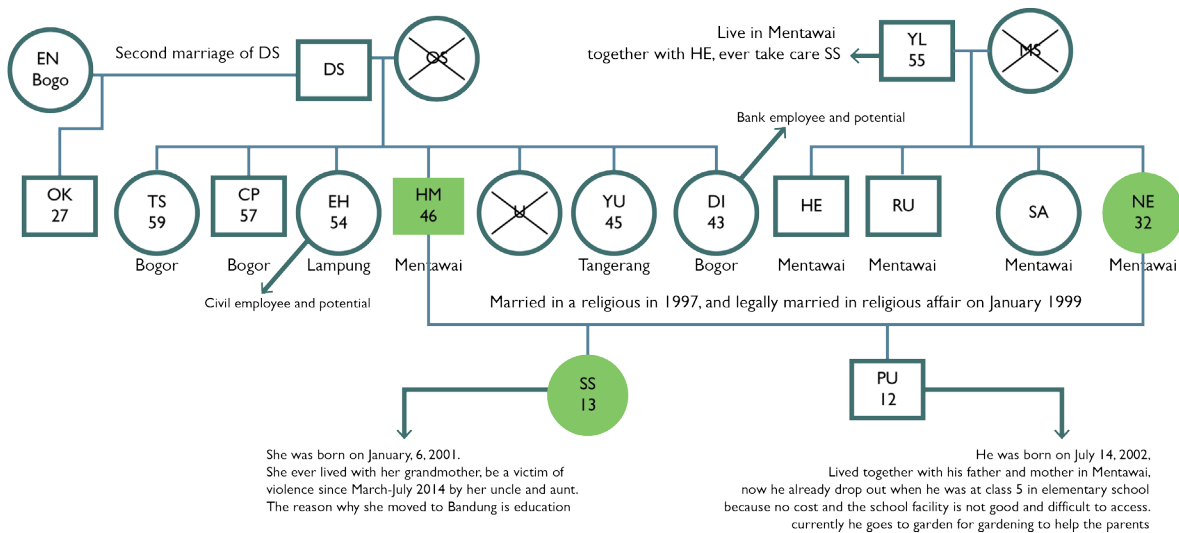 EN
Bogo
Second marriage of DS
DS
OS
Live in Mentawai
together with HE, ever take care SS
YL
55
MS
Bank employee and potential
OK
27
TS
59
CP
57
EH
54
HM
46
U
YU
45
DI
43
HE
RU
SA
NE
32
Bogor
Bogor
Lampung
Mentawai
Tangerang
Bogor
Mentawai
Mentawai
Mentawai
Mentawai
Civil employee and potential
Married in a religious in 1997, and legally married in religious affair on January 1999
SS
13
PU
12
She was born on January, 6, 2001.
She ever lived with her grandmother, be a victim of
violence since March-July 2014 by her uncle and aunt.
The reason why she moved to Bandung is education
He was born on July 14, 2002,
Lived together with his father and mother in Mentawai,
now he already drop out when he was at class 5 in elementary school
because no cost and the school facility is not good and difficult to access.
currently he goes to garden for gardening to help the parents